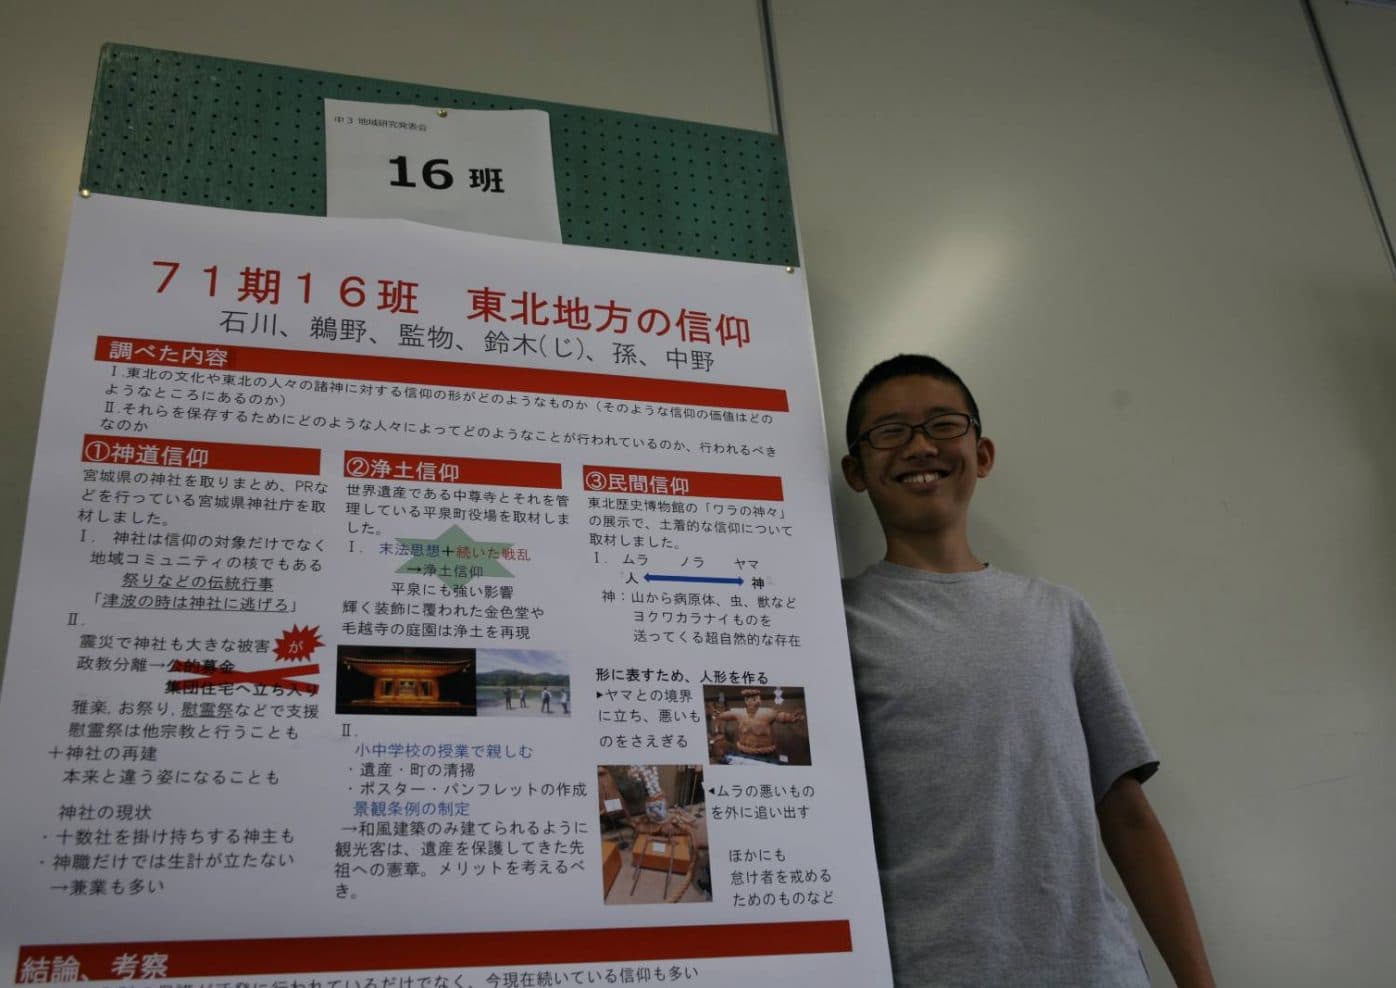 中3 地域研究発表会
16 班
71期16班 東北地方の信仰
石川、鵜野、監物、鈴木(じ)、孫、中野
調べた内容
Ⅰ.東北の文化や東北の人々の諸神に対する信仰の形がどのようなものか（そのような信仰の価値はどの
ようなところにあるのか）
Ⅱ.それらを保存するためにどのような人々によってどのようなことが行われているのか、行われるべき
なのか
①神道信仰
宮城県の神社を取りまとめ、PRな
どを行っている宮城県神社庁を取
材しました。
Ⅰ. 神社は信仰の対象だけでなく
地域コミュニティの核でもある
祭りなどの伝統行事
「津波の時は神社に逃げろ」
Ⅱ.
震災で神社も大きな被害
が
政教分離→公的募金
集団住宅へ立ち入り
雅楽、お祭り、慰霊祭などで支援
慰霊祭は他宗教と行うことも
＋神社の再建
本来と違う姿になることも
神社の現状
・十数社を掛け持ちする神主も
・神職だけでは生計が立たない
→兼業も多い
②浄土信仰
世界遺産である中尊寺とそれを管
理している平泉町役場を取材しま
した。
Ⅰ. 末法思想＋続いた戦乱
→浄土信仰
平泉にも強い影響
輝く装飾に覆われた金色堂や
毛越寺の庭園は浄土を再現
Ⅱ.
小中学校の授業で親しむ
・遺産・町の清掃
・ポスター・パンフレットの作成
景観条例の制定
→和風建築のみ建てられるように
観光客は、遺産を保護してきた先
祖への憲章。メリットを考えるべ
き。
③民間信仰
東北歴史博物館の「ワラの神々」
の展示で、土着的な信仰について
取材しました。
Ⅰ. ムラ ノラ ヤマ
人 神
神：山から病原体、虫、獣など
ヨクワカラナイものを
送ってくる超自然的な存在
形に表すため、人形を作る
▶ヤマとの境界
に立ち、悪いも
のをさえぎる
◀ムラの悪いもの
を外に追い出す
ほかにも
怠け者を戒める
ためのものなど
結論、考察
に行われているだけでなく、今現在続いている信仰も多い